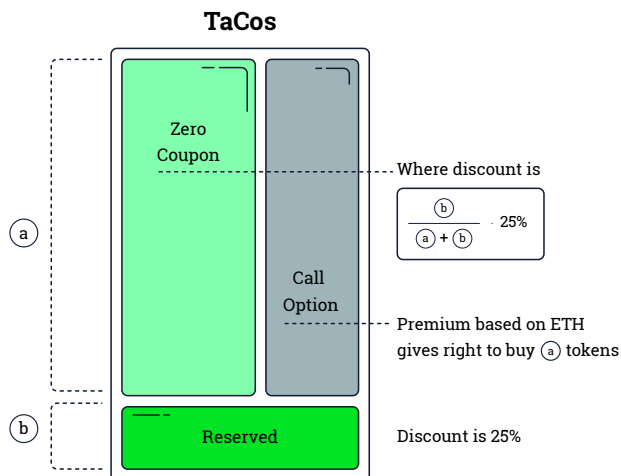 TaCos
Zero
Coupon
Where discount is
b
a + b
· 25%
a
Call
Option
Premium based on ETH
gives right to buy a tokens
b
Reserved
Discount is 25%